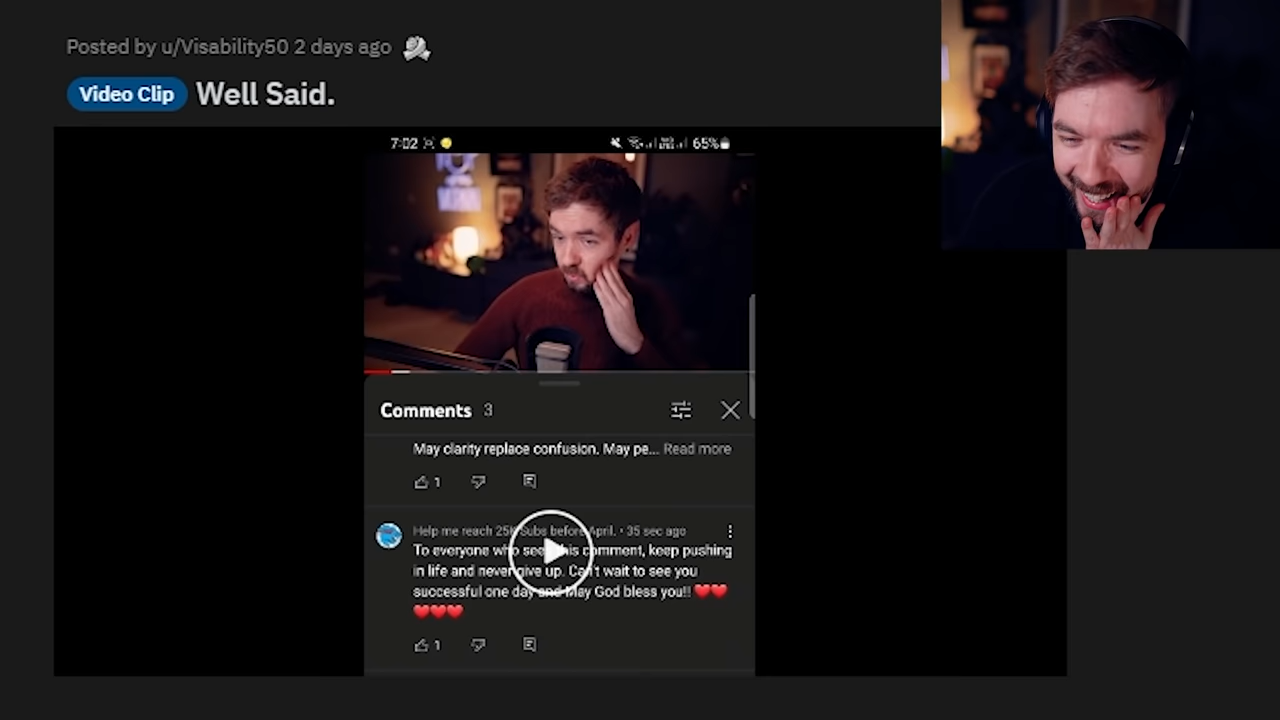 Posted by u/Visability50 2 days ago
Video Clip Well Said.
7:02 65%
Comments 3
May clarity replace confusion. May pe... Read more
1
Help me reach 25K Subs before April. • 35 sec ago
To everyone who sees this comment, keep pushing
in life and never give up. Can't wait to see you
successful one day and May God bless you!! ❤️❤️
❤️❤️❤️
1